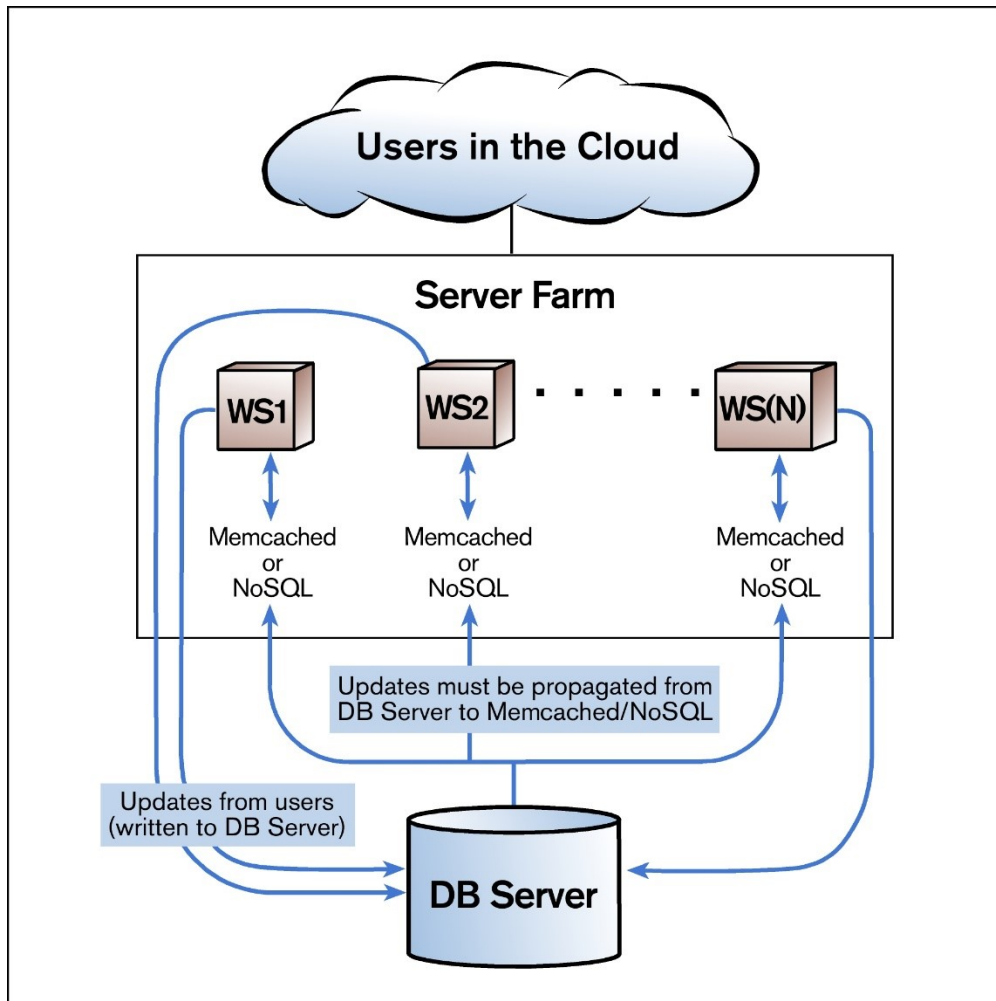 Users in the Cloud
Server Farm
WS1
WS2
WS(N)
Memcached
or
NoSQL
Memcached
or
NoSQL
Memcached
or
NoSQL
Updates must be propagated from
DB Server to Memcached/NoSQL
Updates from users
(written to DB Server)
DB Server